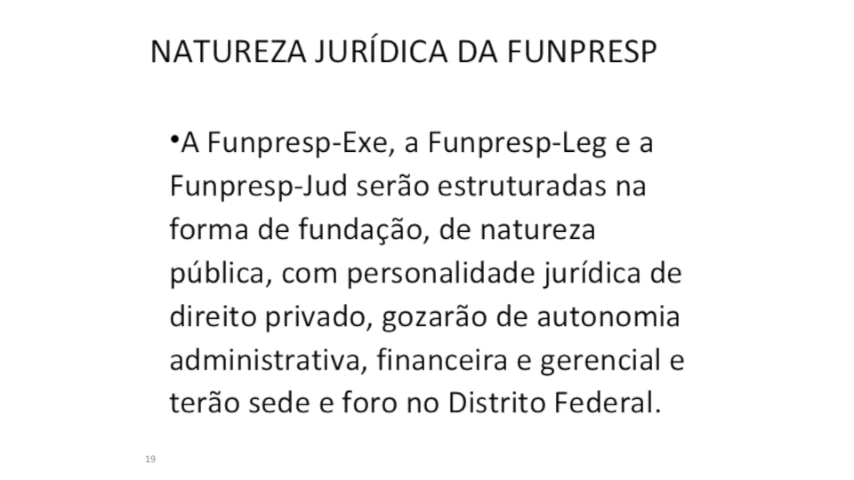 NATUREZA JURÍDICA DA FUNPRESP
•A Funpresp-Exe, a Funpresp-Leg e a
Funpresp-Jud serão estruturadas na
forma de fundação, de natureza
pública, com personalidade jurídica de
direito privado, gozarão de autonomia
administrativa, financeira e gerencial e
terão sede e foro no Distrito Federal.
19